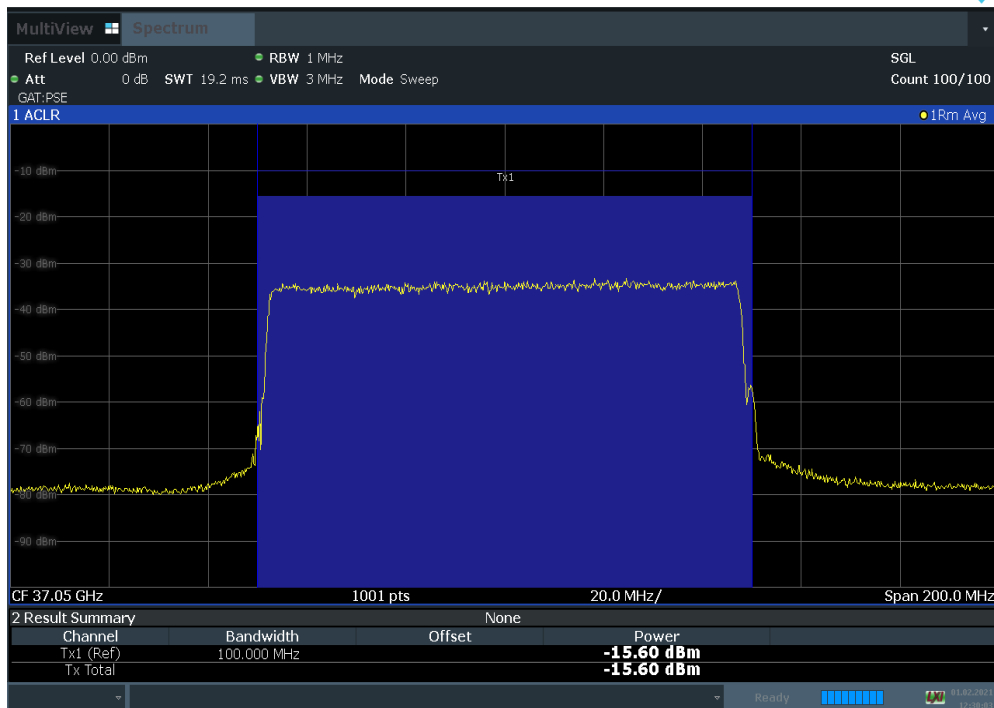 MultiView Spectrum
Ref Level 0.00 dBm RBW 1 MHz SGL
Att 0 dB SWT 19.2 ms VBW 3 MHz Mode Sweep Count 100/100
GAT:PSE
1 ACLR 1Rm Avg
-10 dBm
Tx1
-20 dBm
-30 dBm
-40 dBm
-50 dBm
-60 dBm
-70 dBm
-80 dBm
-90 dBm
CF 37.05 GHz 1001 pts 20.0 MHz/ Span 200.0 MHz
2 Result Summary None
Channel Bandwidth Offset Power
Tx1 (Ref) 100.000 MHz -15.60 dBm
Tx Total -15.60 dBm
Ready 01.02.2021